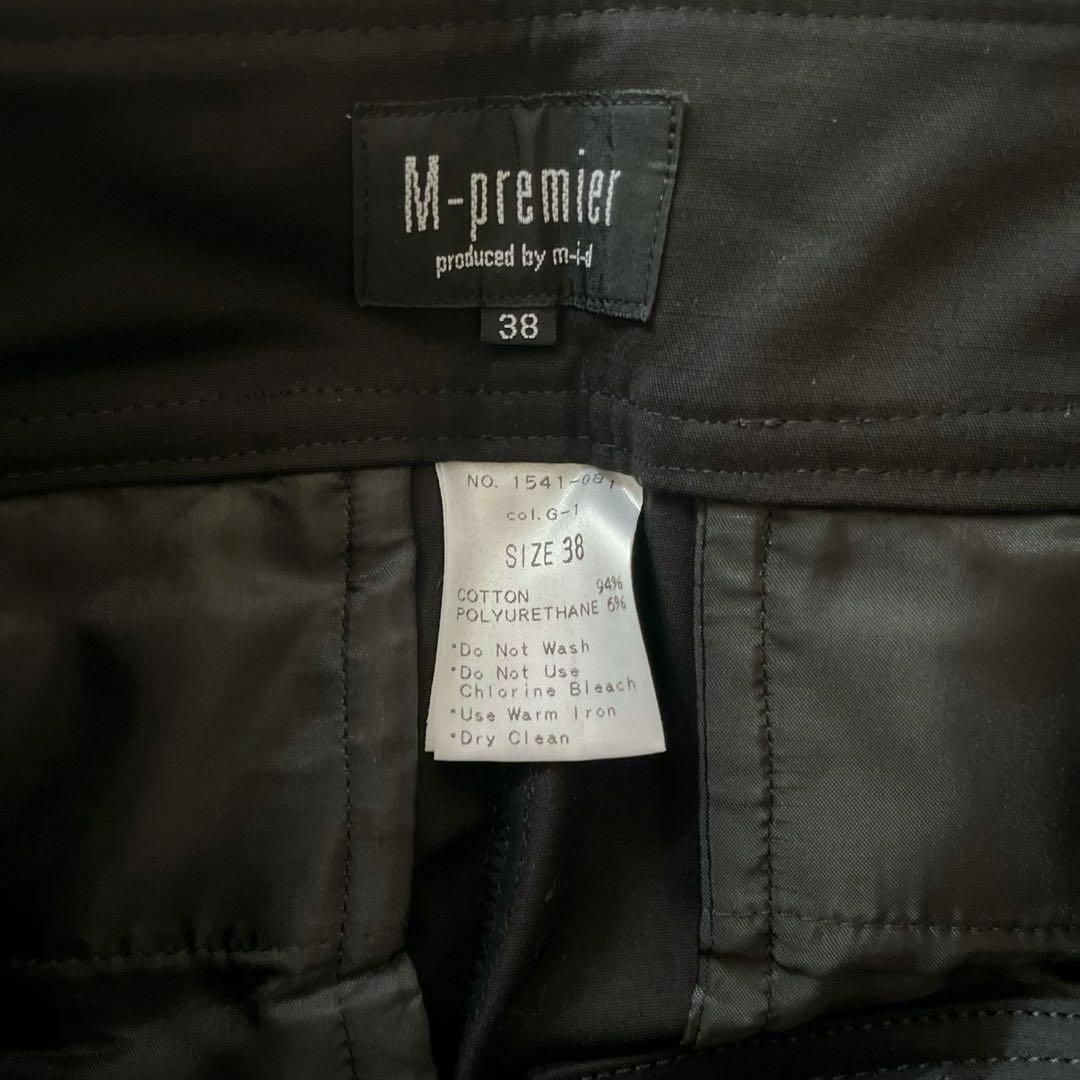 M-premier
produced by m-i-d
38
NO. 1541-081
col. G-1
SIZE 38
COTTON 94%
POLYURETHANE 6%
*Do Not Wash
*Do Not Use
Chlorine Bleach
*Use Warm Iron
*Dry Clean